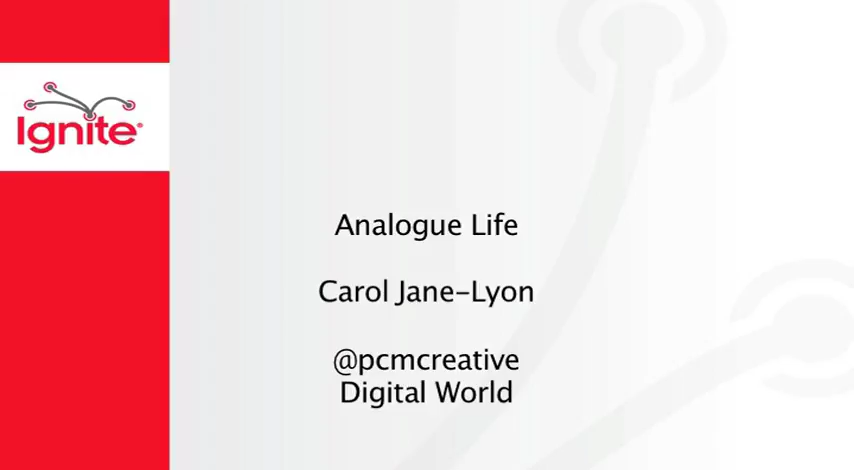 Ignite®
Analogue Life
Carol Jane-Lyon
@pcmcreative
Digital World